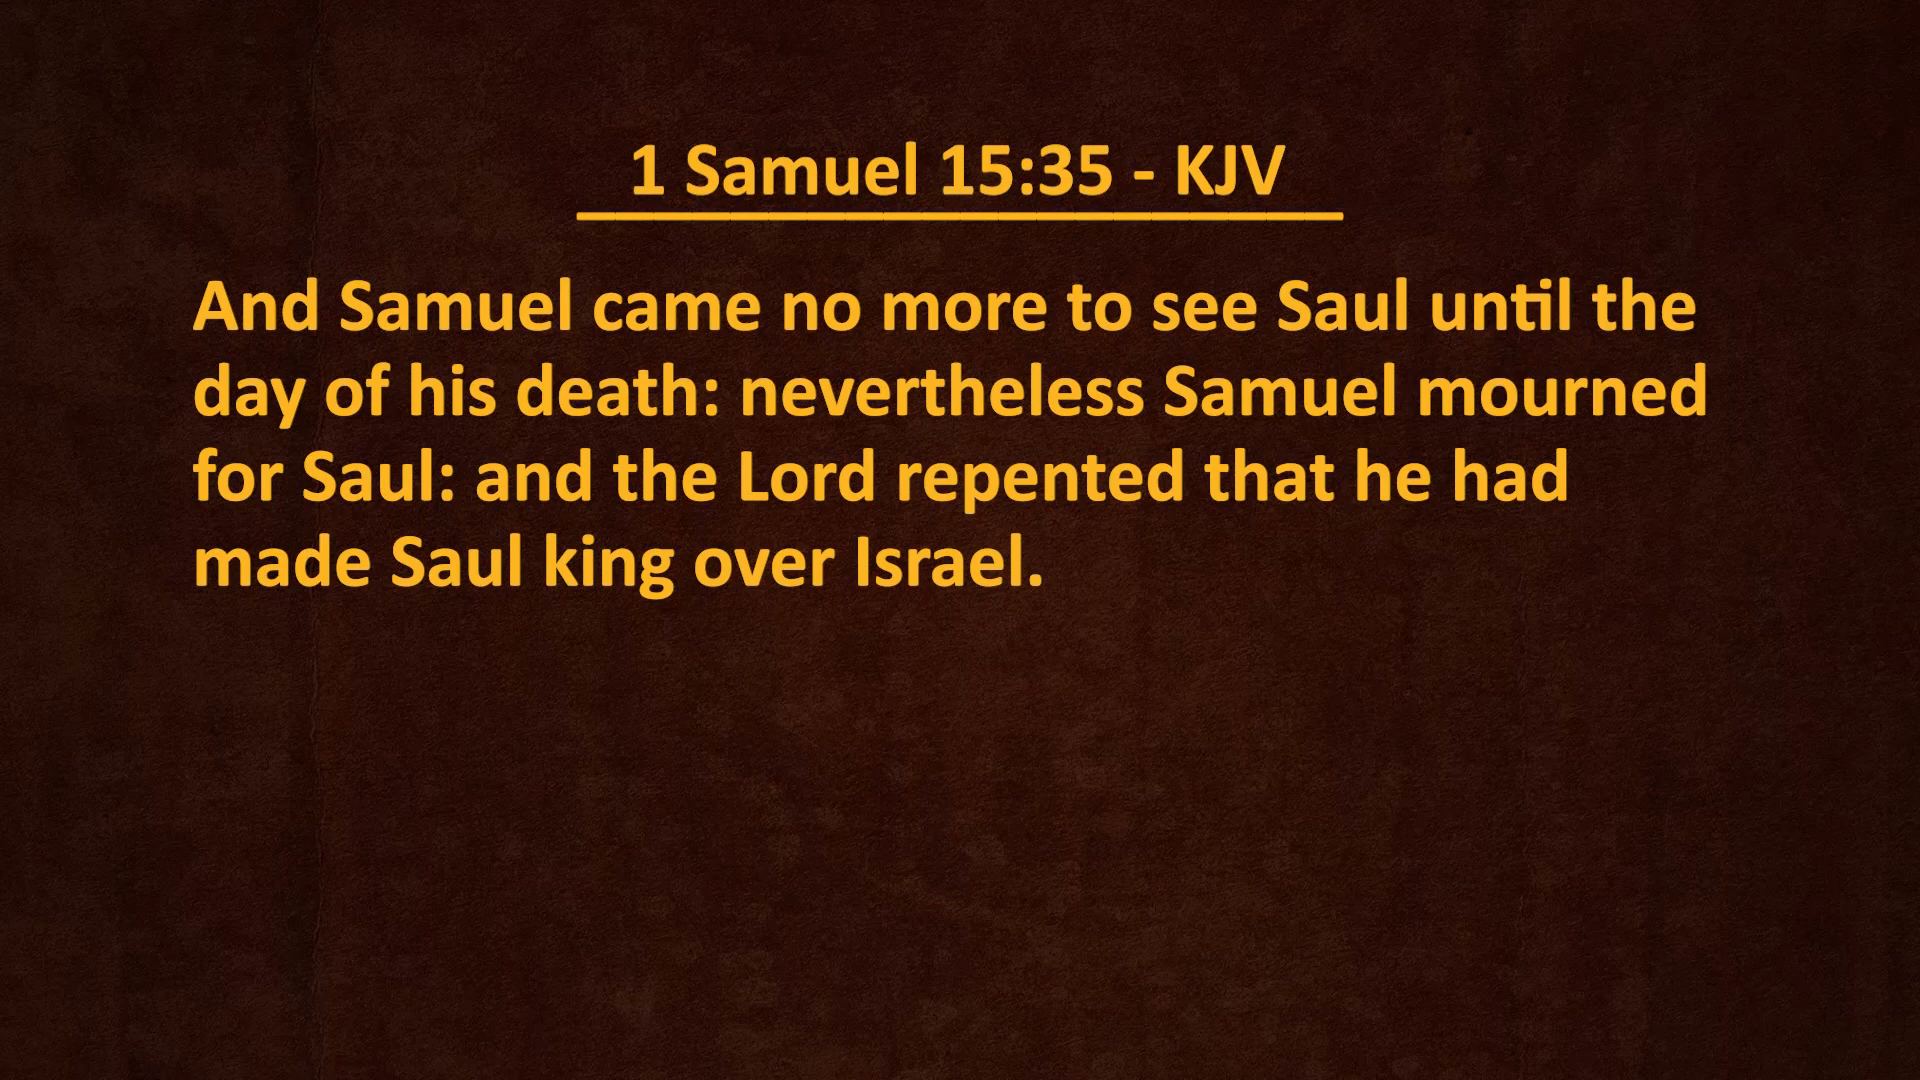 1 Samuel 15:35 - KJV
And Samuel came no more to see Saul until the
day of his death: nevertheless Samuel mourned
for Saul: and the Lord repented that he had
made Saul king over Israel.